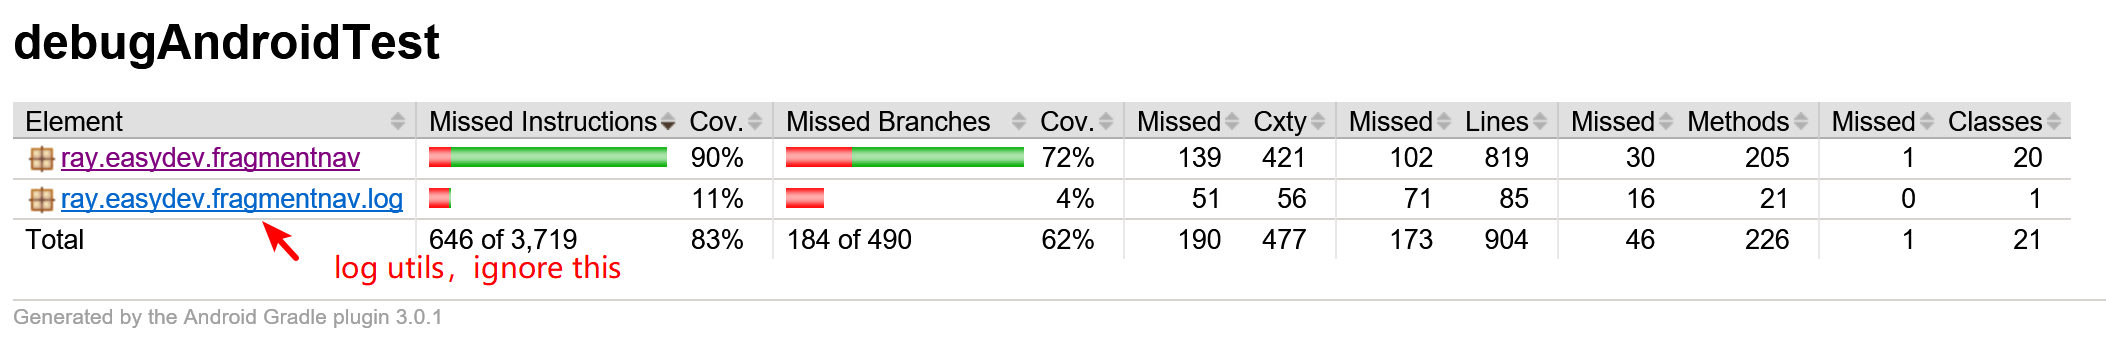 debugAndroidTest
Element Missed Instructions Cov. Missed Branches Cov. Missed Cxty Missed Lines Missed Methods Missed Classes
ray.easydev.fragmentnav 90% 72% 139 421 102 819 30 205 1 20
ray.easydev.fragmentnav.log 11% 4% 51 56 71 85 16 21 0 1
Total 646 of 3,719 83% 184 of 490 62% 190 477 173 904 46 226 1 21
log utils，ignore this
Generated by the Android Gradle plugin 3.0.1